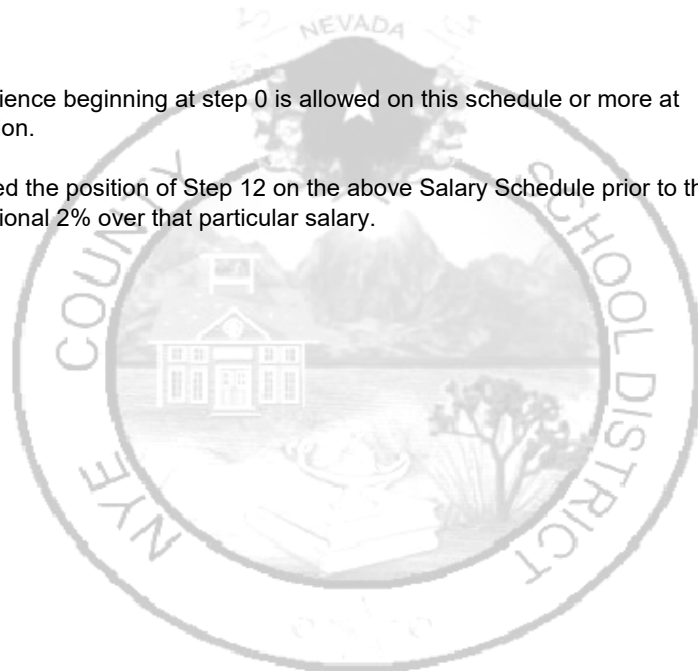 NEVADA
ience beginning at step 0 is allowed on this schedule or more at
on.
ed the position of Step 12 on the above Salary Schedule prior to th
ional 2% over that particular salary.
NYE COUNTY SCHOOL DISTRICT